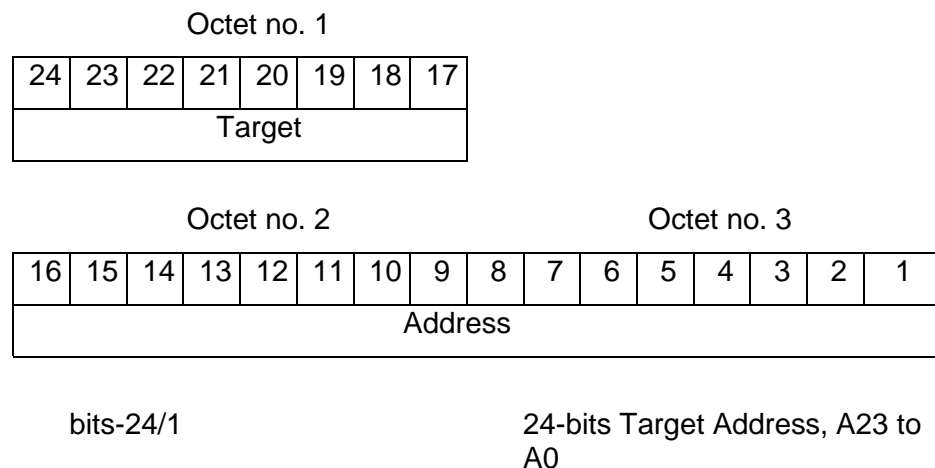 Octet no. 1
24 23 22 21 20 19 18 17
Target
Octet no. 2 Octet no. 3
16 15 14 13 12 11 10 9 8 7 6 5 4 3 2 1
Address
bits-24/1 24-bits Target Address, A23 to
A0